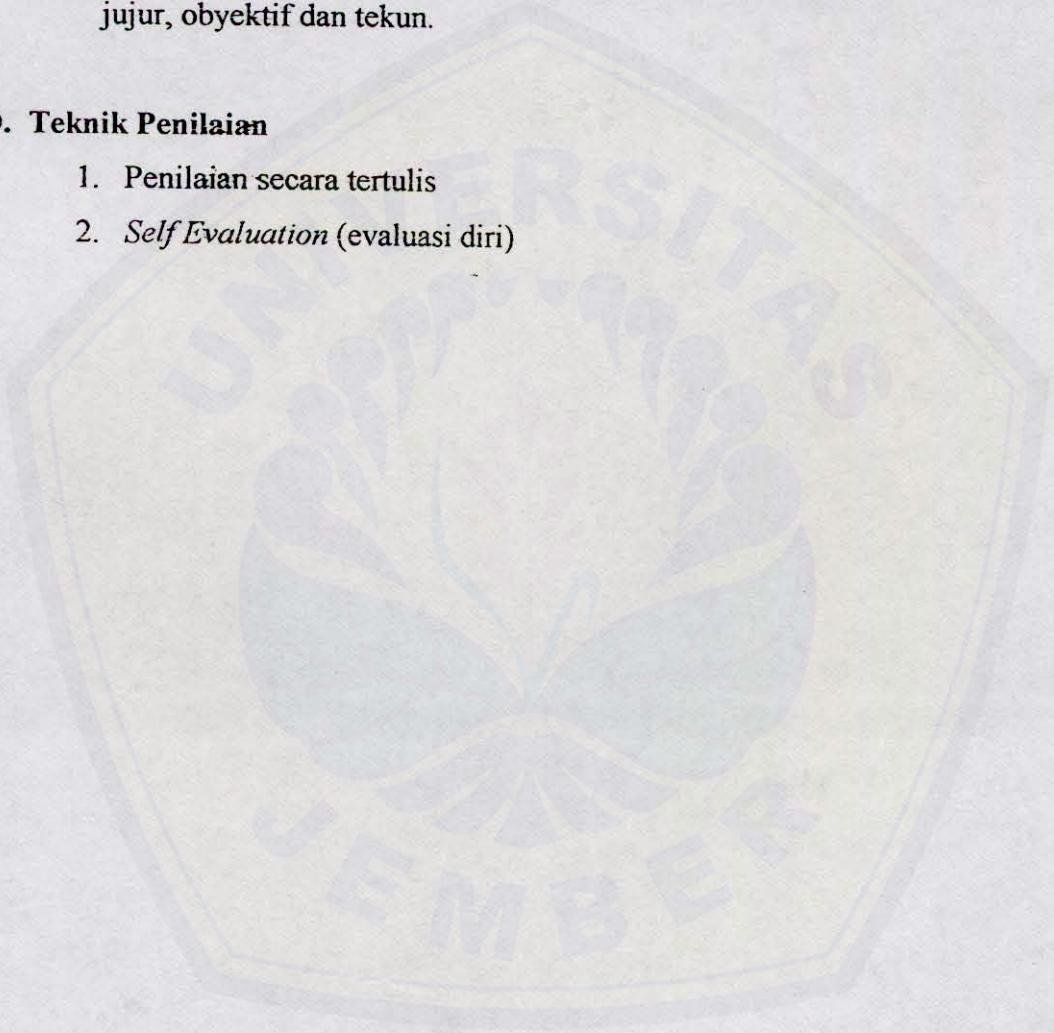 jujur, obyektif dan tekun.
. Teknik Penilaian
1. Penilaian secara tertulis
2. Self Evaluation (evaluasi diri)
UNIVERSITAS
JEMBER